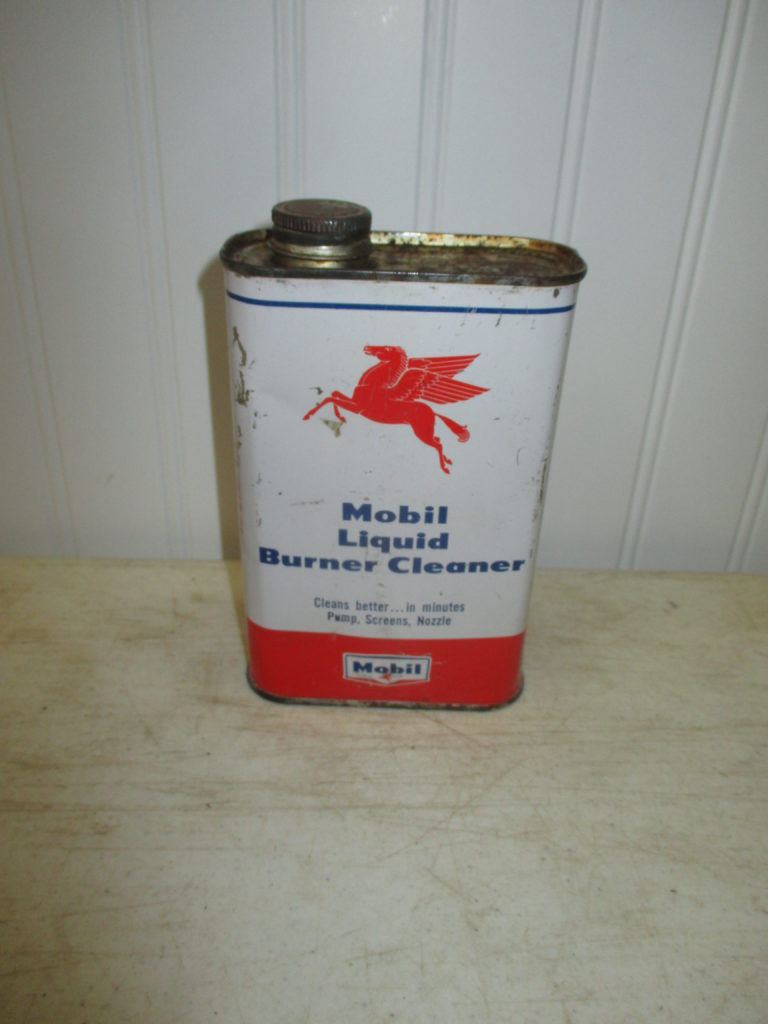 Mobil
Liquid
Burner Cleaner
Cleans better...in minutes
Pump, Screens, Nozzle
Mobil